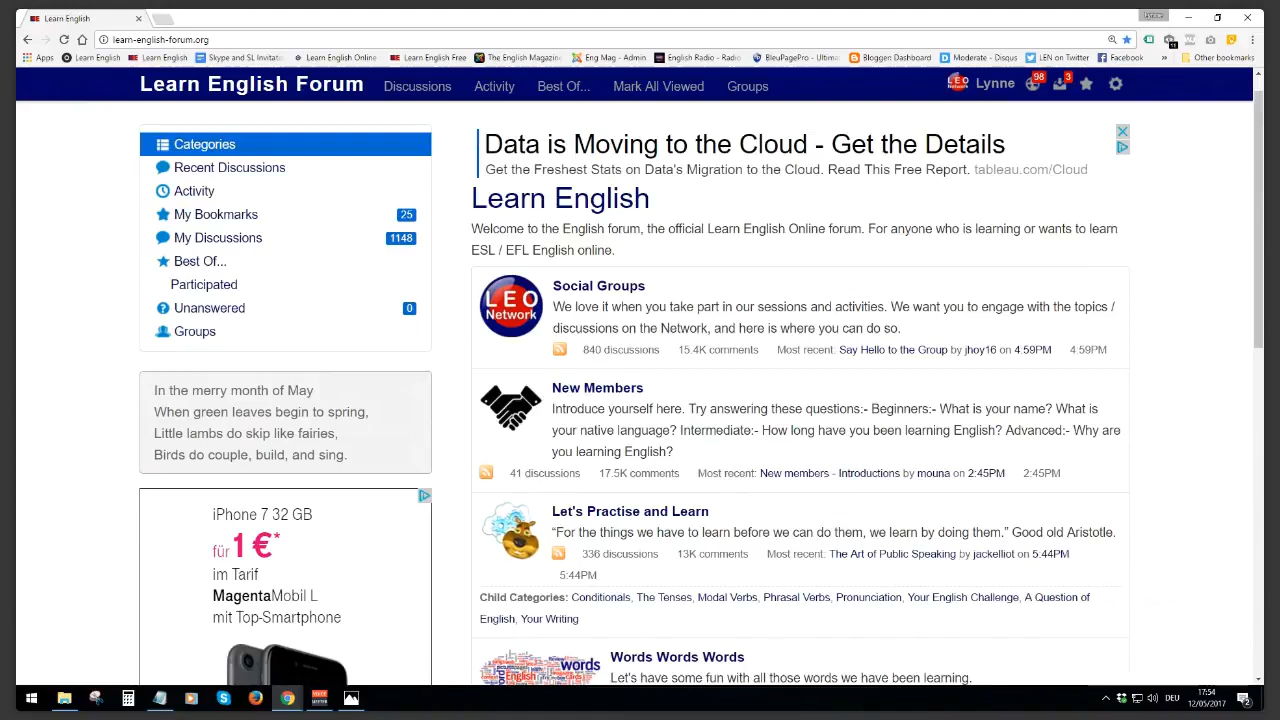 Learn English
Lynne
learn-english-forum.org
Apps
Learn English
Learn English
Skype and SL Invitatio
Learn English Online
Learn English Free
The English Magazine
Eng Mag - Admin
English Radio - Radio
BleuPagePro - Ultima
Bloggen Dashboard
Moderate - Disqus
LEN on Twitter
Facebook
»
Other bookmarks
Learn English Forum
Discussions
Activity
Best Of...
Mark All Viewed
Groups
LEO
Network
Lynne
98
3
Categories
Recent Discussions
Activity
My Bookmarks 25
My Discussions 1148
Best Of...
Participated
Unanswered 0
Groups
In the merry month of May
When green leaves begin to spring,
Little lambs do skip like fairies,
Birds do couple, build, and sing.
iPhone 7 32 GB
für 1 €*
im Tarif
MagentaMobil L
mit Top-Smartphone
Data is Moving to the Cloud - Get the Details
Get the Freshest Stats on Data's Migration to the Cloud. Read This Free Report. tableau.com/Cloud
Learn English
Welcome to the English forum, the official Learn English Online forum. For anyone who is learning or wants to learn
ESL / EFL English online.
LEO
Network
Social Groups
We love it when you take part in our sessions and activities. We want you to engage with the topics /
discussions on the Network, and here is where you can do so.
840 discussions 15.4K comments Most recent: Say Hello to the Group by jhoy16 on 4:59PM 4:59PM
New Members
Introduce yourself here. Try answering these questions:- Beginners:- What is your name? What is
your native language? Intermediate:- How long have you been learning English? Advanced:- Why are
you learning English?
41 discussions 17.5K comments Most recent: New members - Introductions by mouna on 2:45PM 2:45PM
Let's Practise and Learn
“For the things we have to learn before we can do them, we learn by doing them.” Good old Aristotle.
336 discussions 13K comments Most recent: The Art of Public Speaking by jackelliot on 5:44PM
5:44PM
Child Categories: Conditionals, The Tenses, Modal Verbs, Phrasal Verbs, Pronunciation, Your English Challenge, A Question of
English, Your Writing
words
English
Words Words Words
Let's have some fun with all those words we have been learning.
DEU
17:54
12/05/2017
2